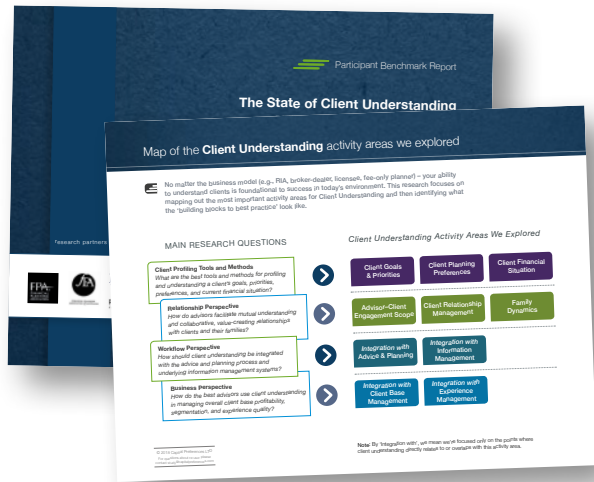 Participant Benchmark Report
The State of Client Understanding
research partners
FPA
Map of the Client Understanding activity areas we explored
No matter the business model (e.g., RIA, broker-dealer, licensee, fee-only planner) – your ability
to understand clients is foundational to success in today's environment. This research focuses on
mapping out the most important activity areas for Client Understanding and then identifying what
the 'building blocks to best practice' look like.
MAIN RESEARCH QUESTIONS
Client Profiling Tools and Methods
What are the best tools and methods for profiling
and understanding a client's goals, priorities,
preferences, and current financial situation?
Relationship Perspective
How do advisors facilitate mutual understanding
and collaborative, value-creating relationships
with clients and their families?
Workflow Perspective
How should client understanding be integrated
with the advice and planning process and
underlying information management systems?
Business Perspective
How do the best advisors use client understanding
in managing overall client base profitability,
segmentation, and experience quality?
Client Understanding Activity Areas We Explored
Client Goals
& Priorities
Client Planning
Preferences
Client Financial
Situation
Advisor-Client
Engagement Scope
Client Relationship
Management
Family
Dynamics
Integration with
Advice & Planning
Integration with
Information
Management
Integration with
Client Base
Management
Integration with
Experience
Management
Note: By 'Integration with', we mean we've focused only on the points where
client understanding directly relates to or overlaps with this activity area.